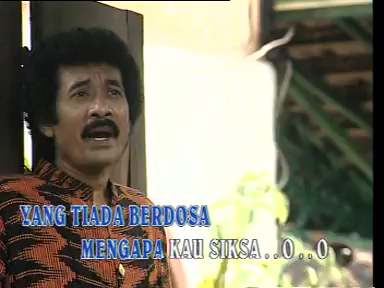 YANG TIADA BERDOSA
MENGAPA KAU SIKSA . . O . . O